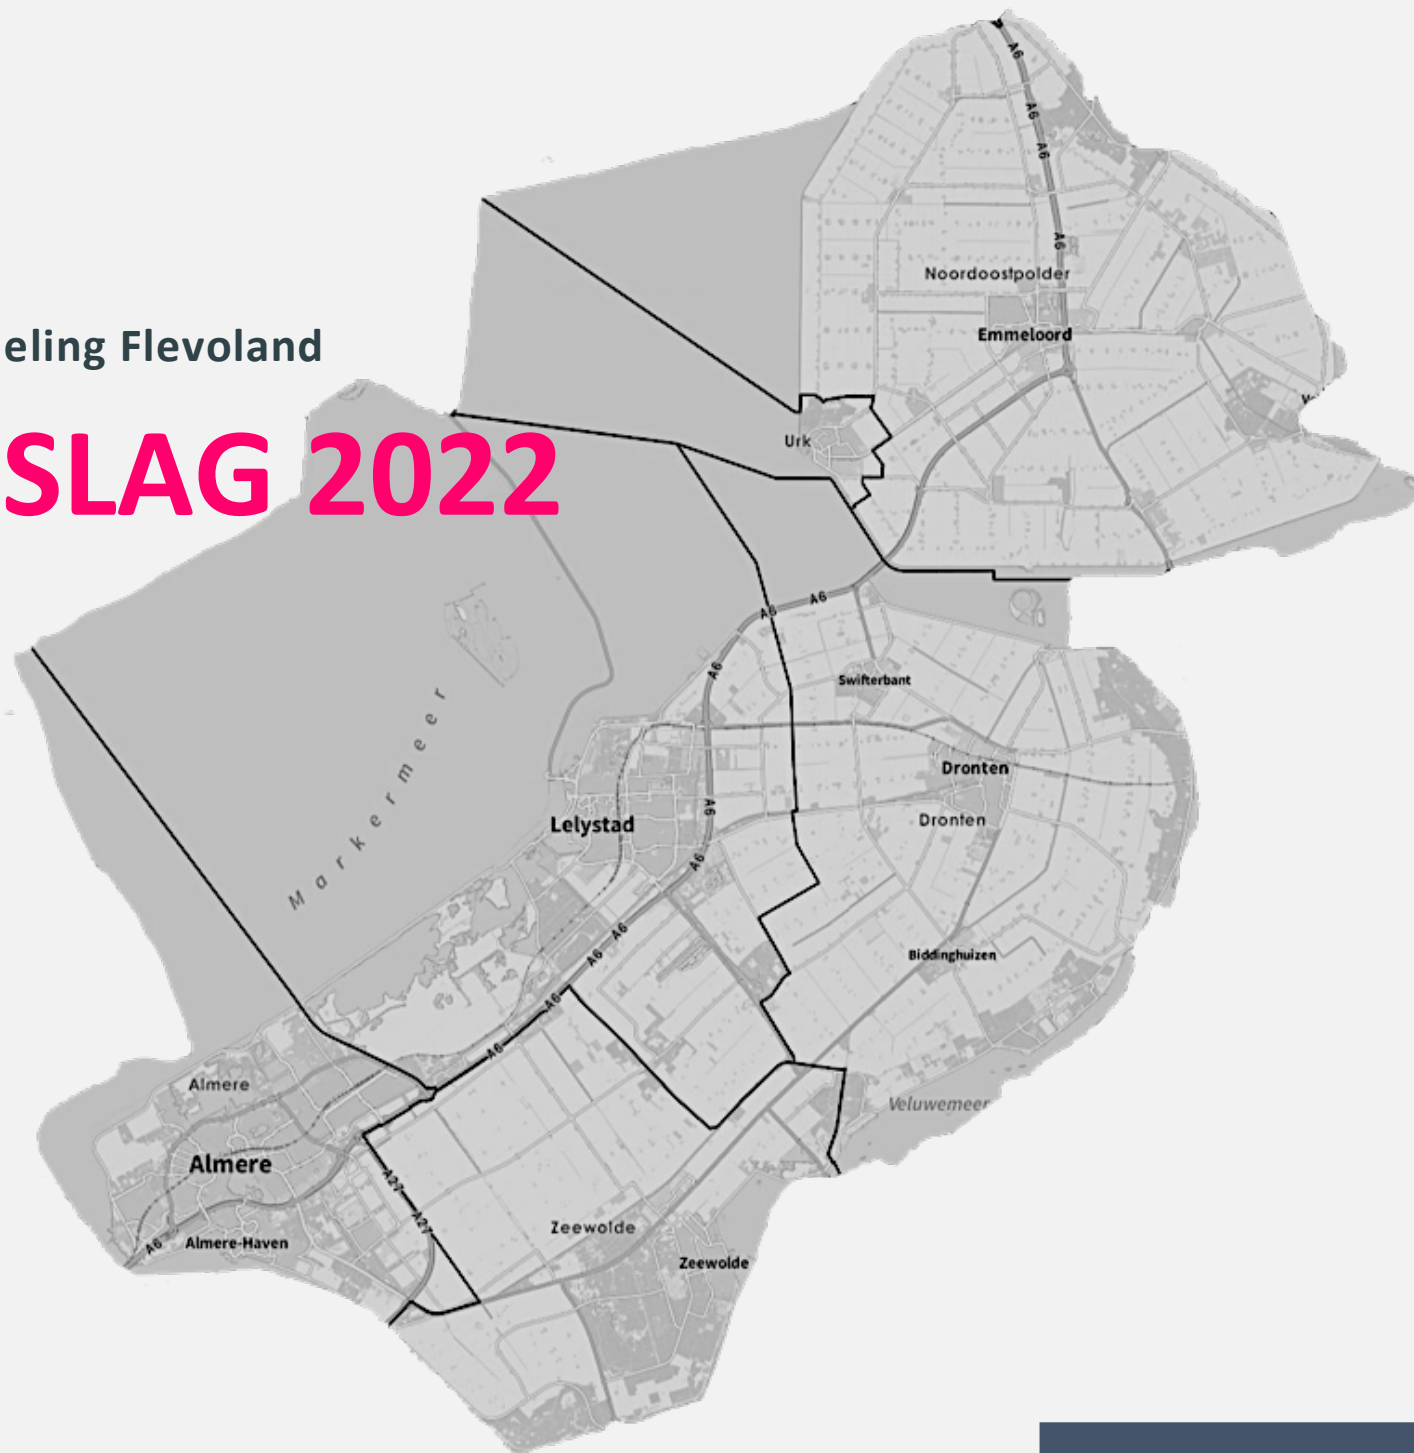 A6
A6
A6
A6
Noordoostpolder
Emmeloord
eling Flevoland
SLAG 2022
Urk
A6
A6
A6
Swifterbant
Markermeer
Dronten
A6
Dronten
Lelystad
A6
A6
Biddinghuizen
A6
A6
A6
Almere
Veluwemeer
Almere
A27
A27
Zeewolde
Almere-Haven
A6
Zeewolde